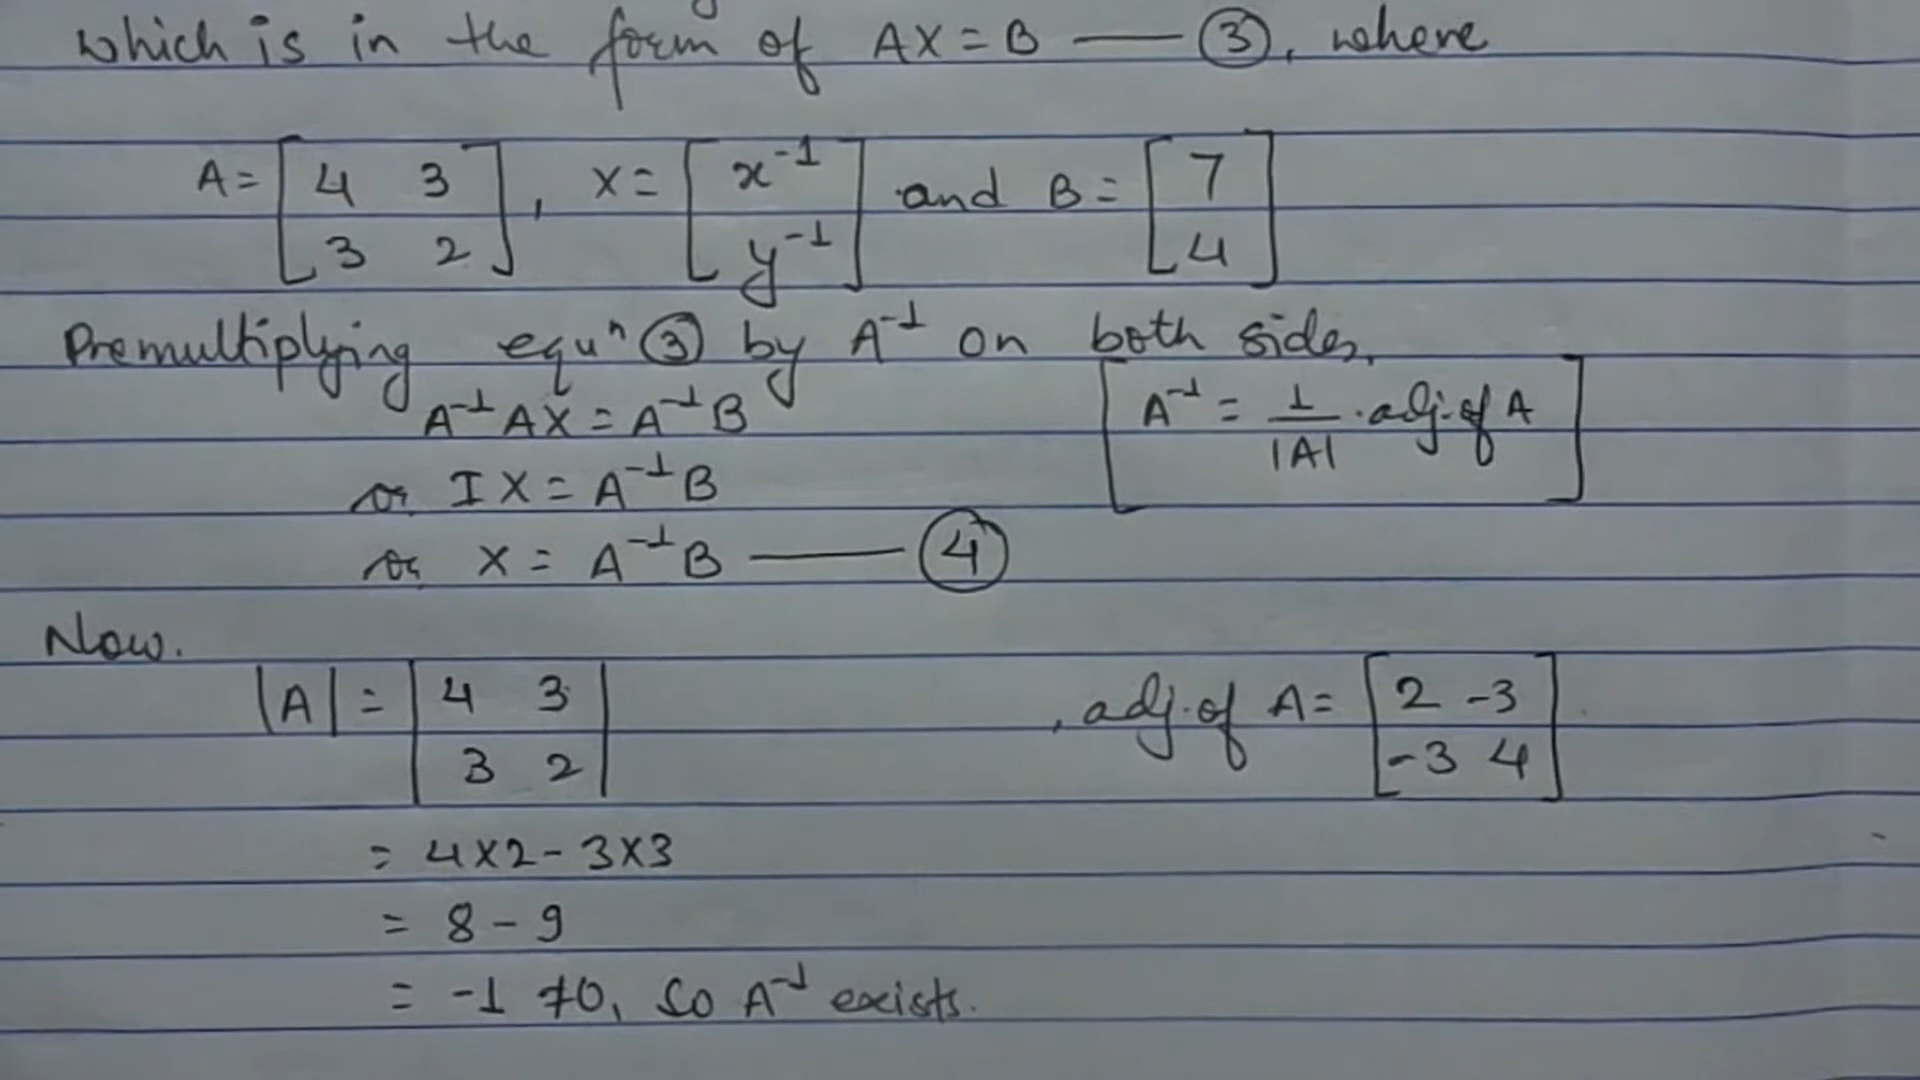 which is in the form of AX = B —— ③, where
A = [4 3; 3 2], X = [x⁻¹; y⁻¹] and B = [7; 4]
Premultiplying equⁿ ③ by A⁻¹ on both sides,
A⁻¹AX = A⁻¹B [A⁻¹ = 1/|A| · adj. of A]
or IX = A⁻¹B
or X = A⁻¹B —— ④
Now.
|A| = |4 3; 3 2| , adj. of A = [2 -3; -3 4]
= 4×2 - 3×3
= 8 - 9
= -1 ≠0, So A⁻¹ exists.